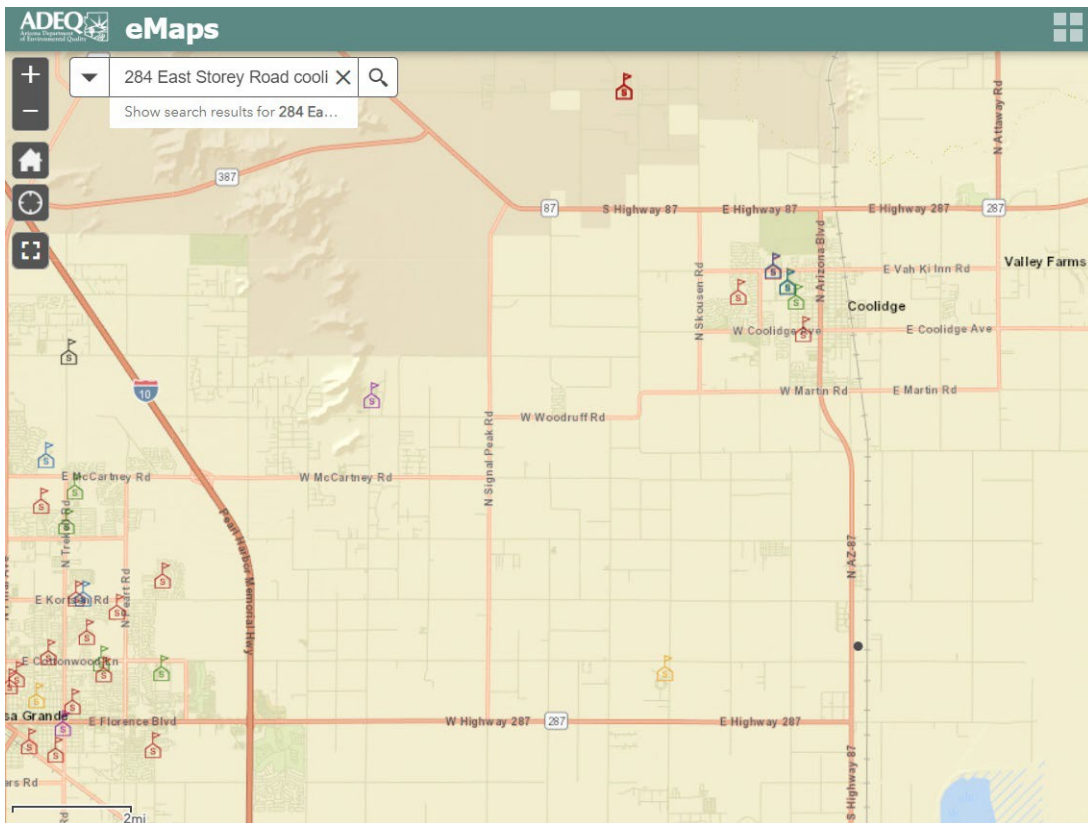 ADEQ
Arizona Department
of Environmental Quality
eMaps
284 East Storey Road cooli
Show search results for 284 Ea...
N Attaway Rd
387
87
S Highway 87
E Highway 87
E Highway 287
287
N Arizona Blvd
E Vah Ki Inn Rd
Valley Farms
N Skousen Rd
Coolidge
W Coolidge Ave
E Coolidge Ave
10
W Martin Rd
E Martin Rd
W Woodruff Rd
N Signal Peak Rd
E McCartney Rd
W McCartney Rd
N Trekell Rd
Pearl Harbor Memorial Hwy
N AZ-87
E Kortsen Rd
N Peart Rd
E Cottonwood Ln
sa Grande
E Florence Blvd
W Highway 287
287
E Highway 287
S Highway 87
ers Rd
Rd
2mi